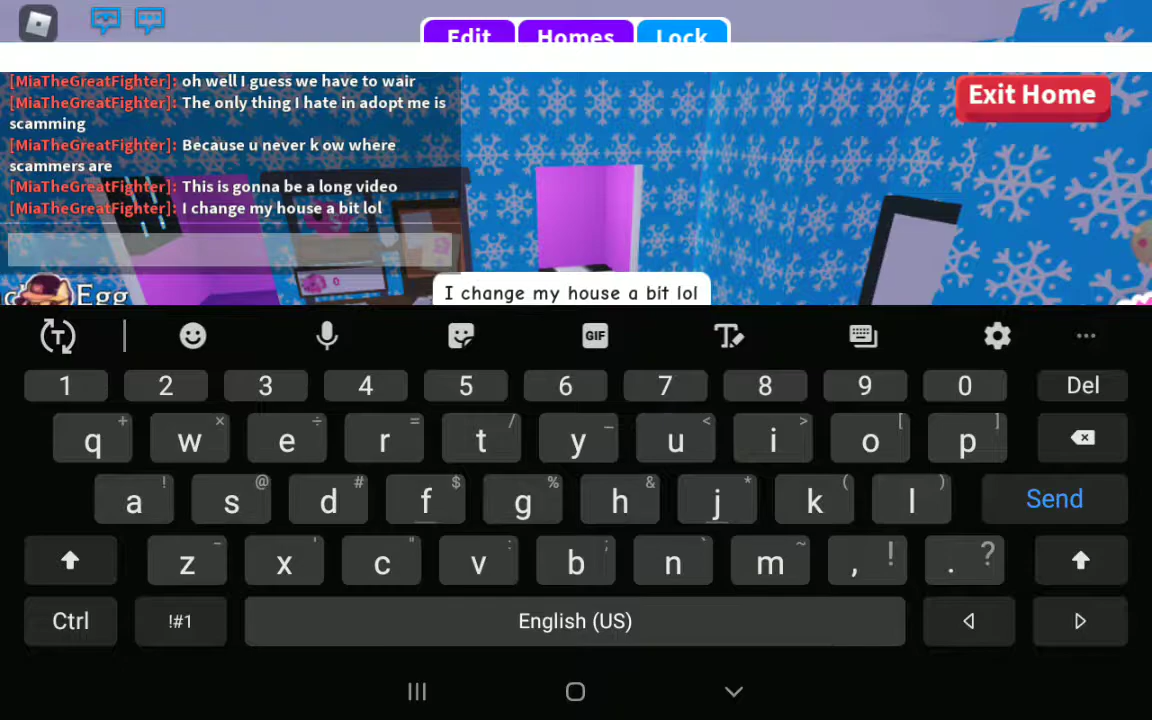 Edit Homes Lock
[MiaTheGreatFighter]: oh well I guess we have to wair
[MiaTheGreatFighter]: The only thing I hate in adopt me is
scamming
[MiaTheGreatFighter]: Because u never k ow where
scammers are
[MiaTheGreatFighter]: This is gonna be a long video
[MiaTheGreatFighter]: I change my house a bit lol
Exit Home
Egg
I change my house a bit lol
T GIF T ...
1 2 3 4 5 6 7 8 9 0 Del
q + w × e ÷ r = t / y _ u < i > o [ p ]
a ! s @ d # f $ g % h & j * k ( l ) Send
z - x ' c " v : b ; n ` m ~ , ! . ?
Ctrl !#1 English (US)